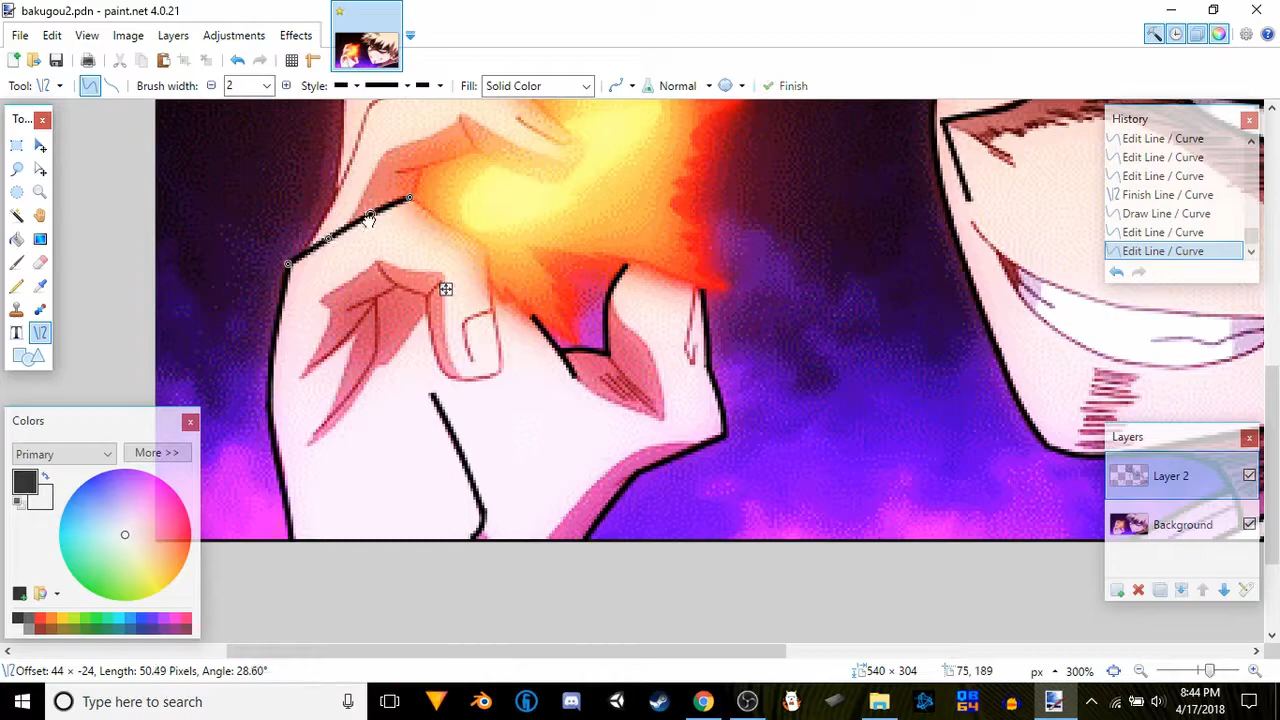 bakugou2.pdn - paint.net 4.0.21
File Edit View Image Layers Adjustments Effects
Tool: Brush width: 2 Style: Fill: Solid Color Normal Finish
To...
History
Edit Line / Curve
Edit Line / Curve
Edit Line / Curve
Finish Line / Curve
Draw Line / Curve
Edit Line / Curve
Edit Line / Curve
Colors
Primary
More >>
Layers
Layer 2
Background
Offset: 44 × -24, Length: 50.49 Pixels, Angle: 28.60°
540 × 304
75, 189
px
300%
Type here to search
8:44 PM
4/17/2018